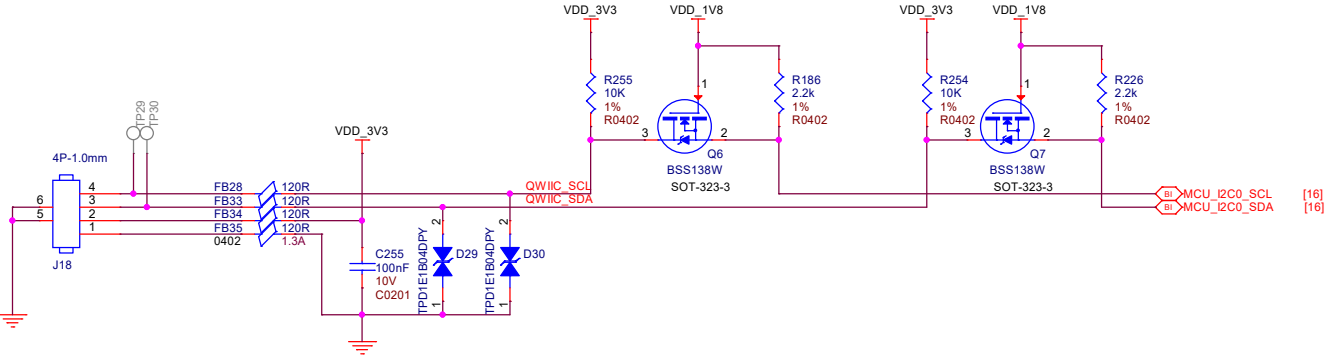 VDD_3V3
VDD_1V8
VDD_3V3
VDD_1V8
1
1
R255
10K
1%
R0402
R186
2.2k
1%
R0402
R254
10K
1%
R0402
R226
2.2k
1%
R0402
TP29
TP30
VDD_3V3
3
2
3
2
Q6
BSS138W
SOT-323-3
Q7
BSS138W
SOT-323-3
4P-1.0mm
6
5
4
3
2
1
J18
FB28
120R
FB33
120R
FB34
120R
FB35
120R
0402
1.3A
QWIIC_SCL
QWIIC_SDA
BI
MCU_I2C0_SCL
[16]
BI
MCU_I2C0_SDA
[16]
C255
100nF
10V
C0201
2
D29
TPD1E1B04DPY
1
2
D30
TPD1E1B04DPY
1